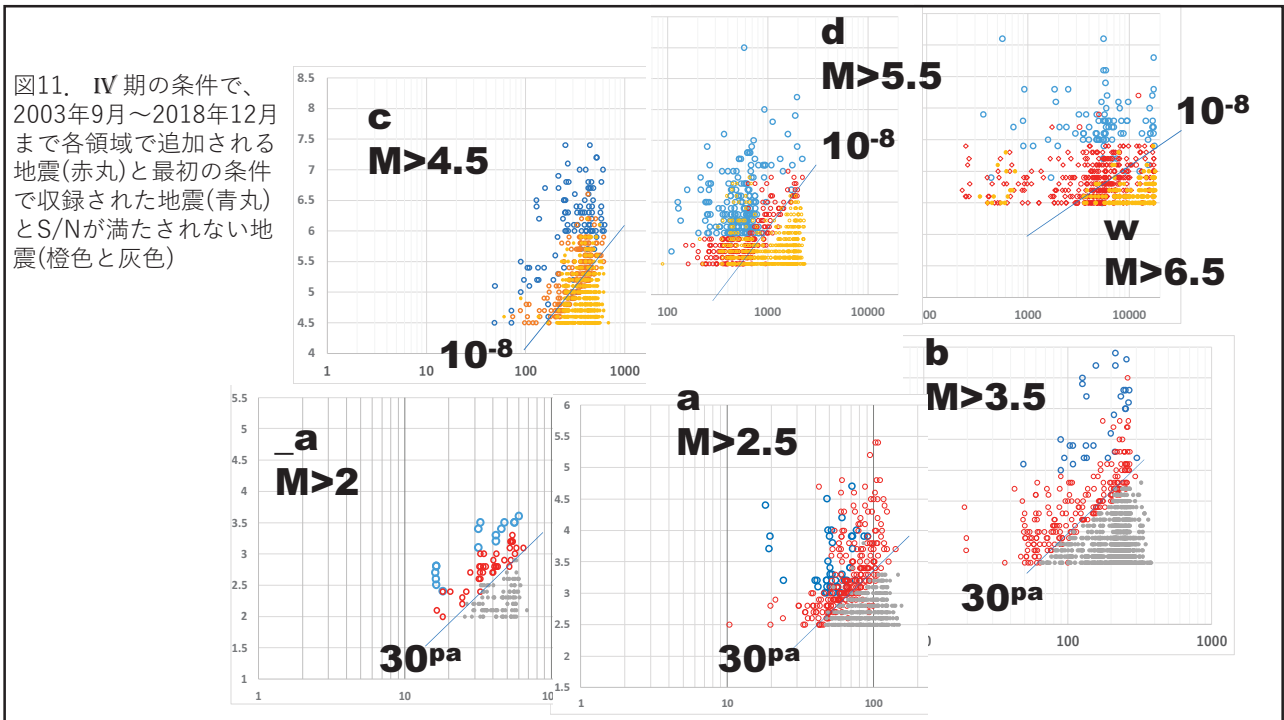 図11. Ⅳ 期の条件で、
2003年9月～2018年12月
まで各領域で追加される
地震(赤丸)と最初の条件
で収録された地震(青丸)
とS/Nが満たされない地
震(橙色と灰色)
8.5
8
7.5
7
6.5
6
5.5
5
4.5
4
1
10
100
1000
c
M>4.5
10-8
d
M>5.5
10-8
100
1000
10000
10-8
w
M>6.5
00
1000
10000
5.5
5
4.5
4
3.5
3
2.5
2
1.5
1
1
10
10
_a
M>2
30pa
6
5.5
5
4.5
4
3.5
3
2.5
2
1.5
1
10
100
a
M>2.5
30pa
b
M>3.5
30pa
0
100
1000